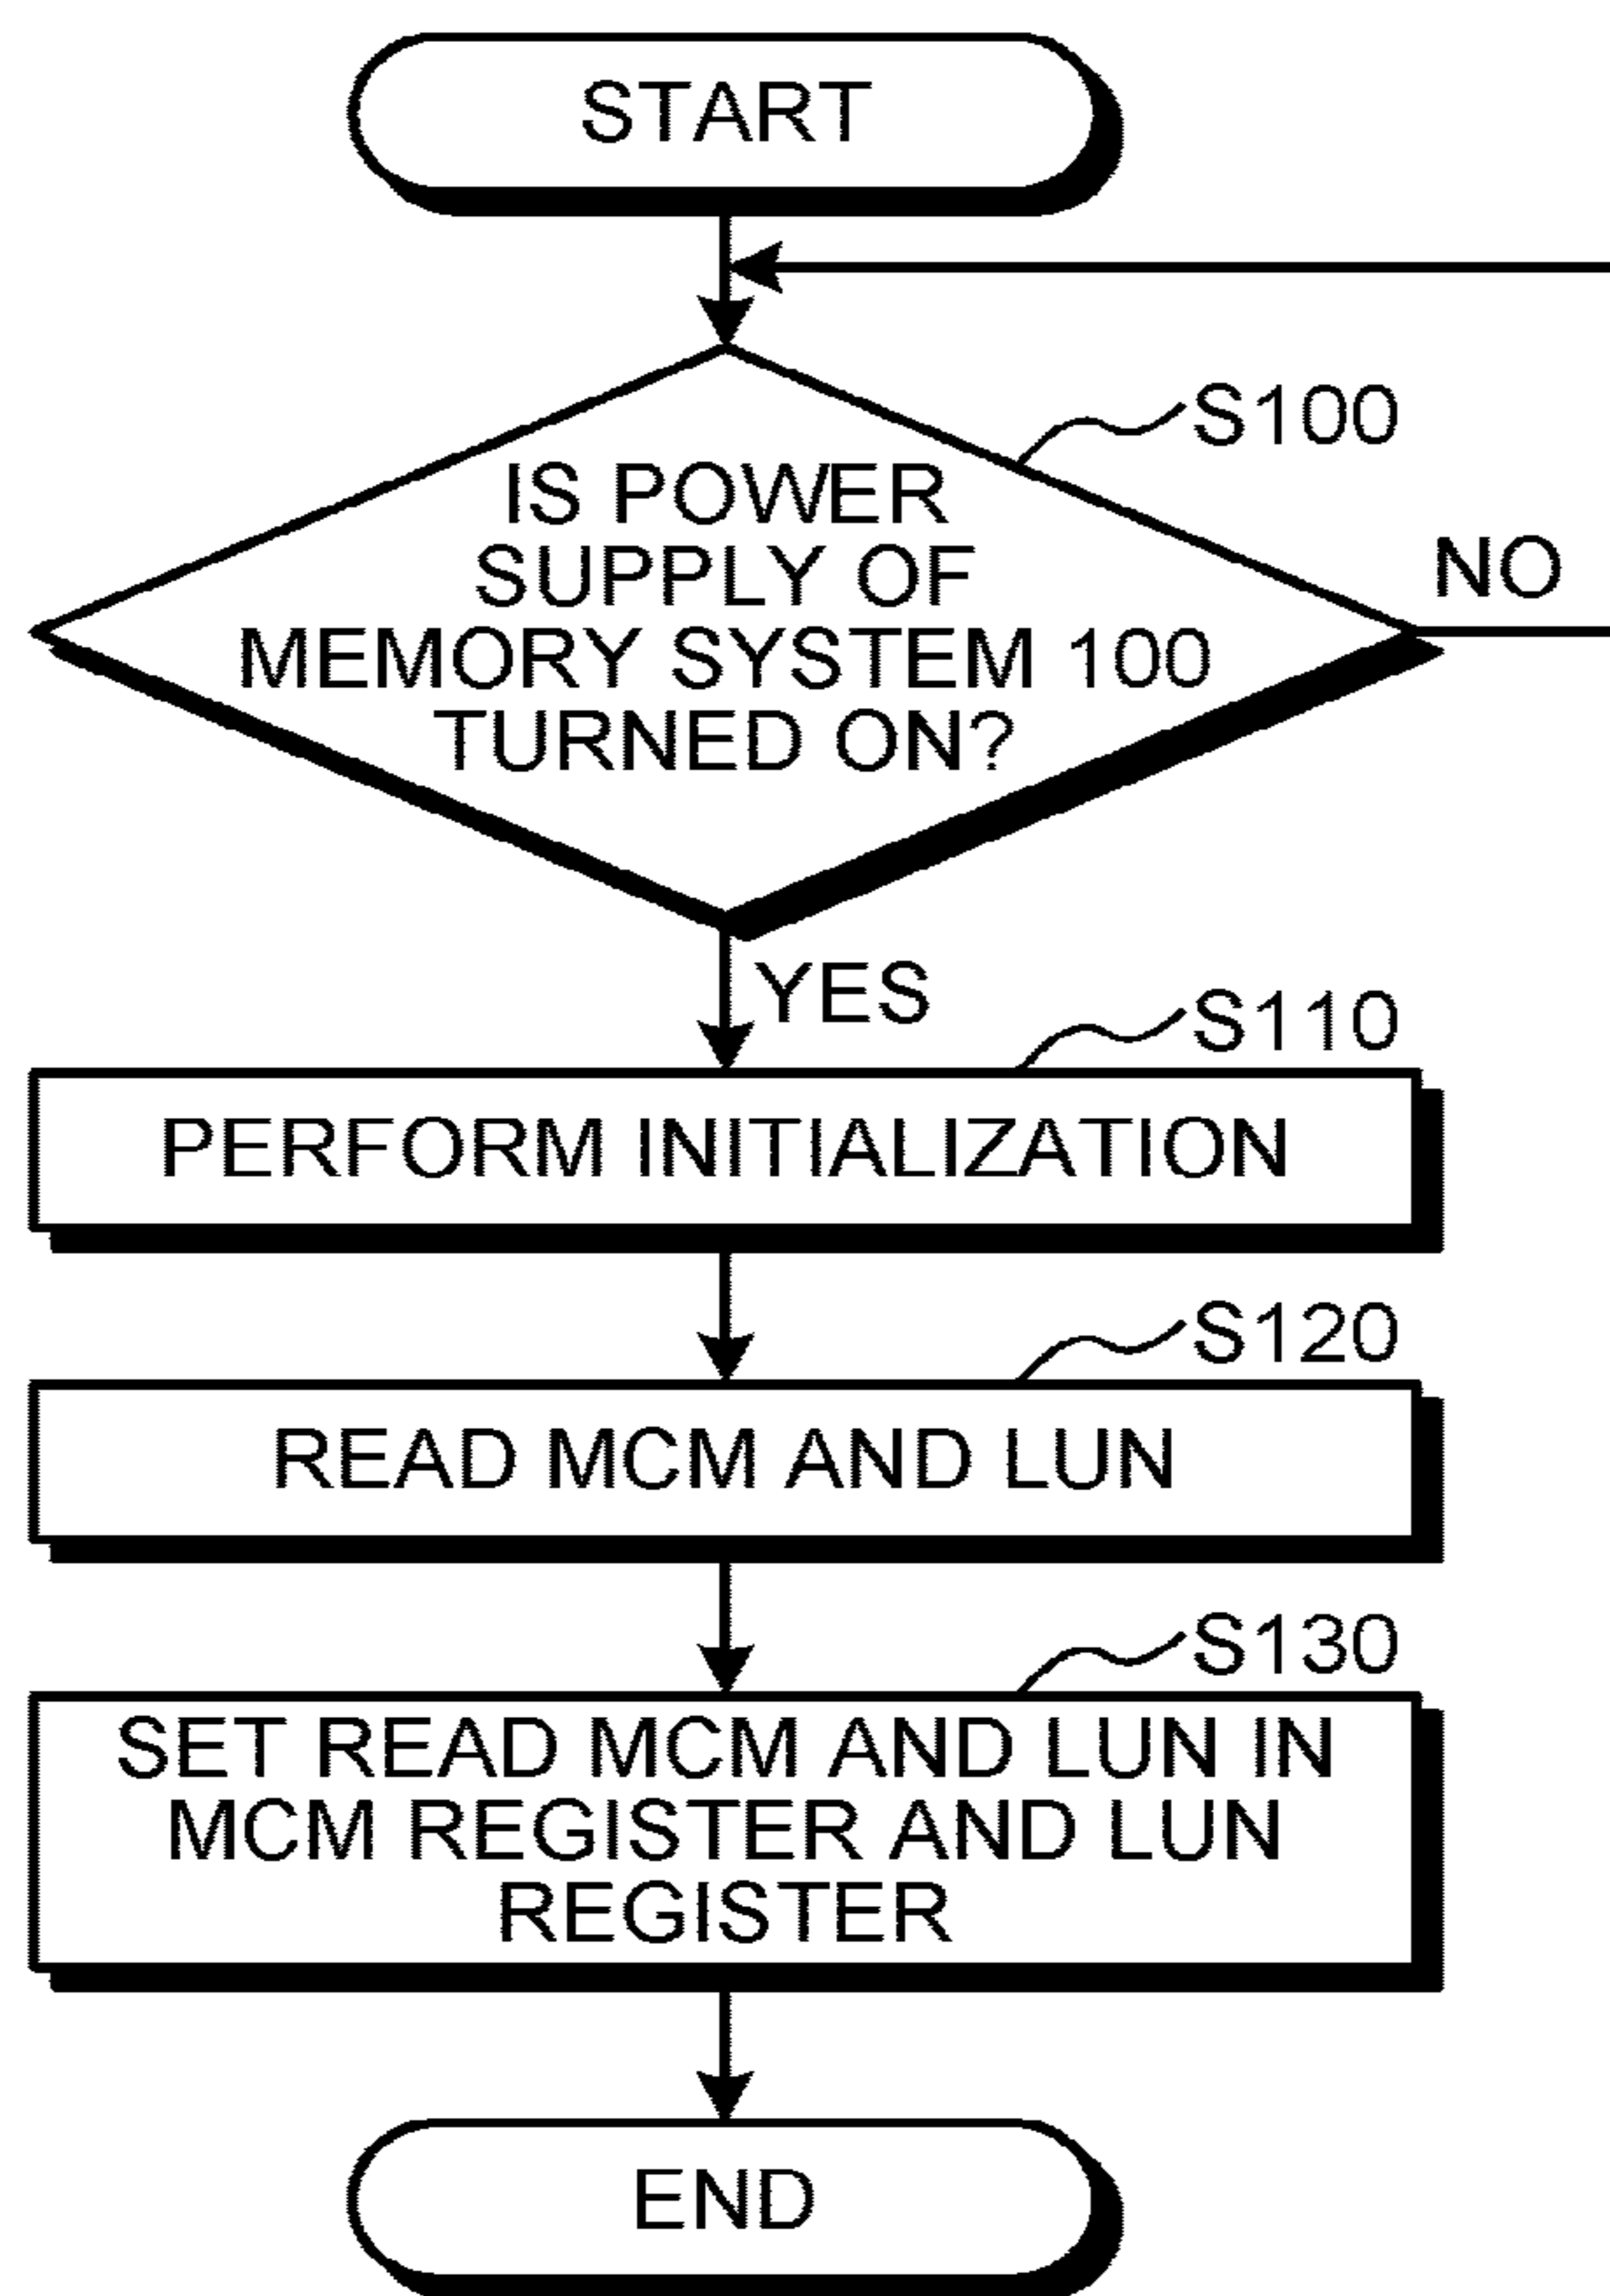 START
S100
IS POWER
SUPPLY OF
MEMORY SYSTEM 100
TURNED ON?
NO
YES
S110
PERFORM INITIALIZATION
S120
READ MCM AND LUN
S130
SET READ MCM AND LUN IN
MCM REGISTER AND LUN
REGISTER
END